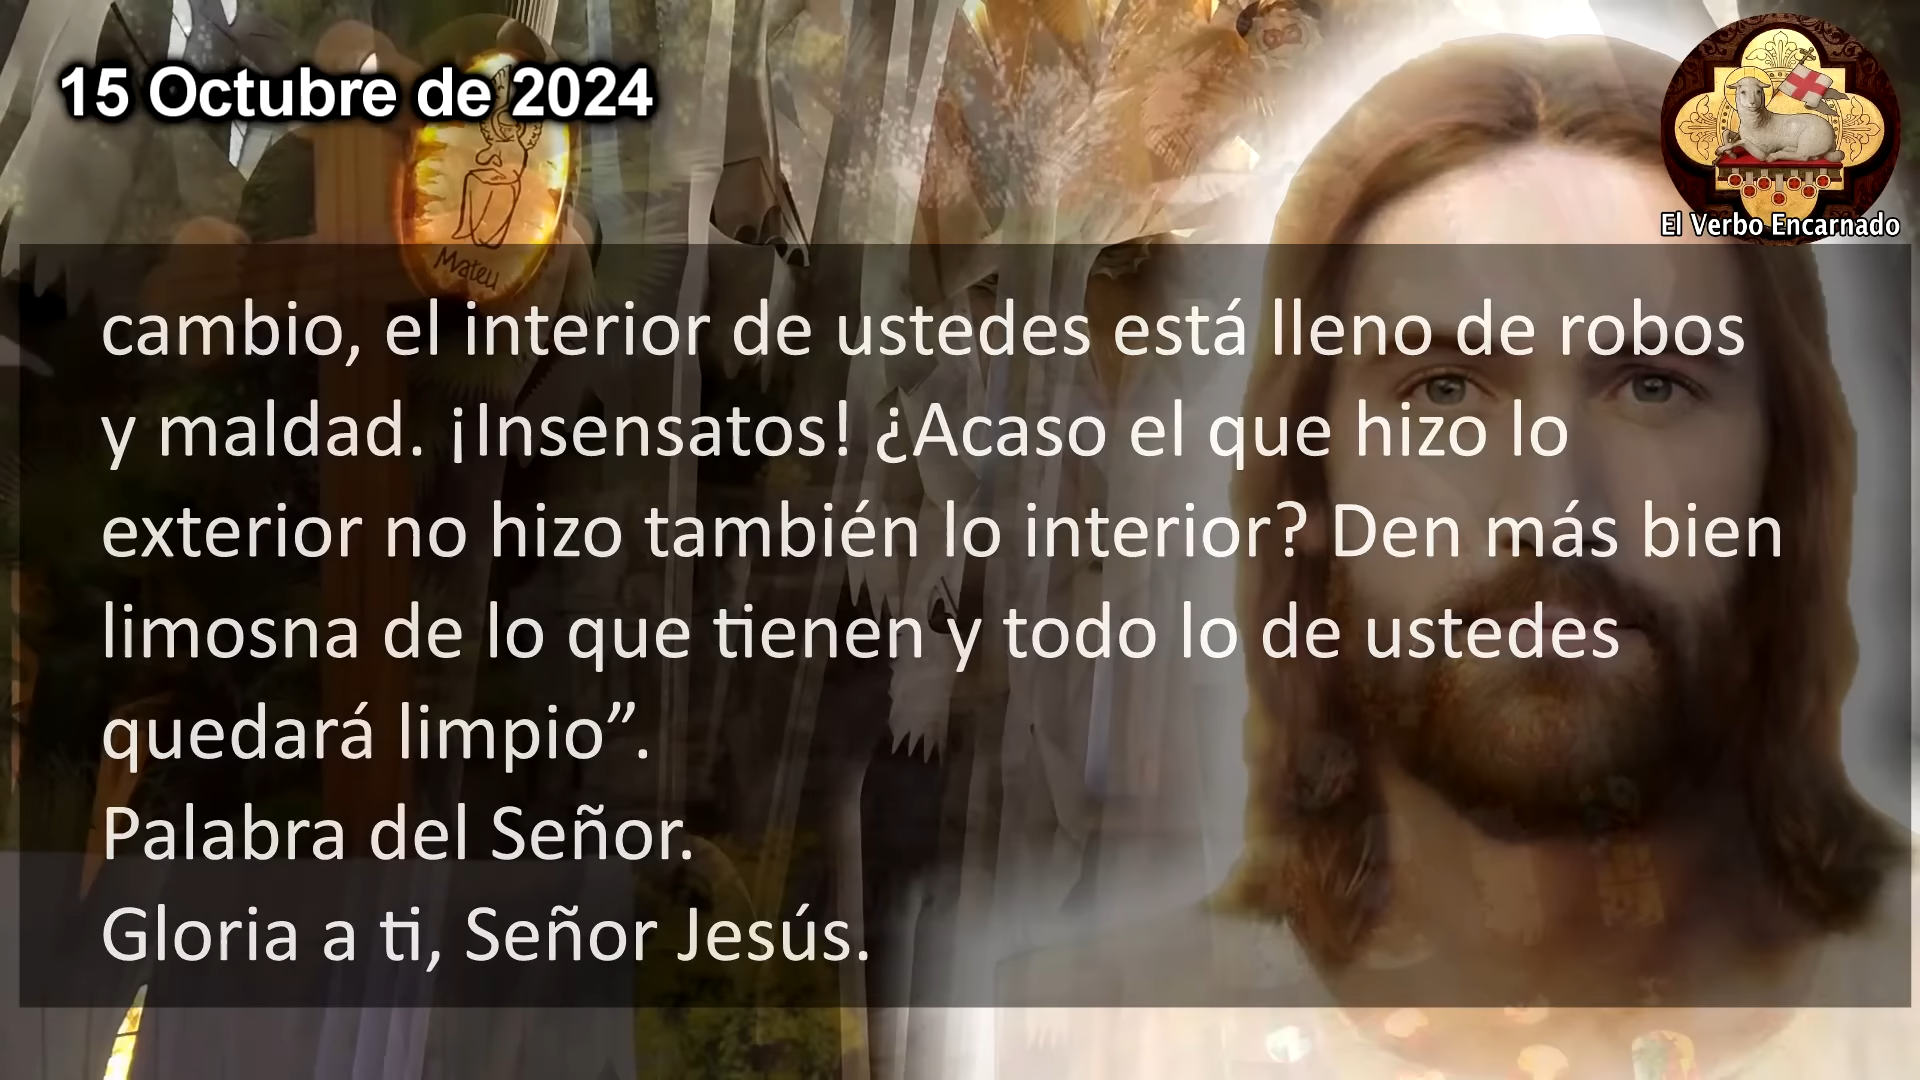 15 Octubre de 2024
El Verbo Encarnado
Mateu
cambio, el interior de ustedes está lleno de robos
y maldad. ¡Insensatos! ¿Acaso el que hizo lo
exterior no hizo también lo interior? Den más bien
limosna de lo que tienen y todo lo de ustedes
quedará limpio”.
Palabra del Señor.
Gloria a ti, Señor Jesús.